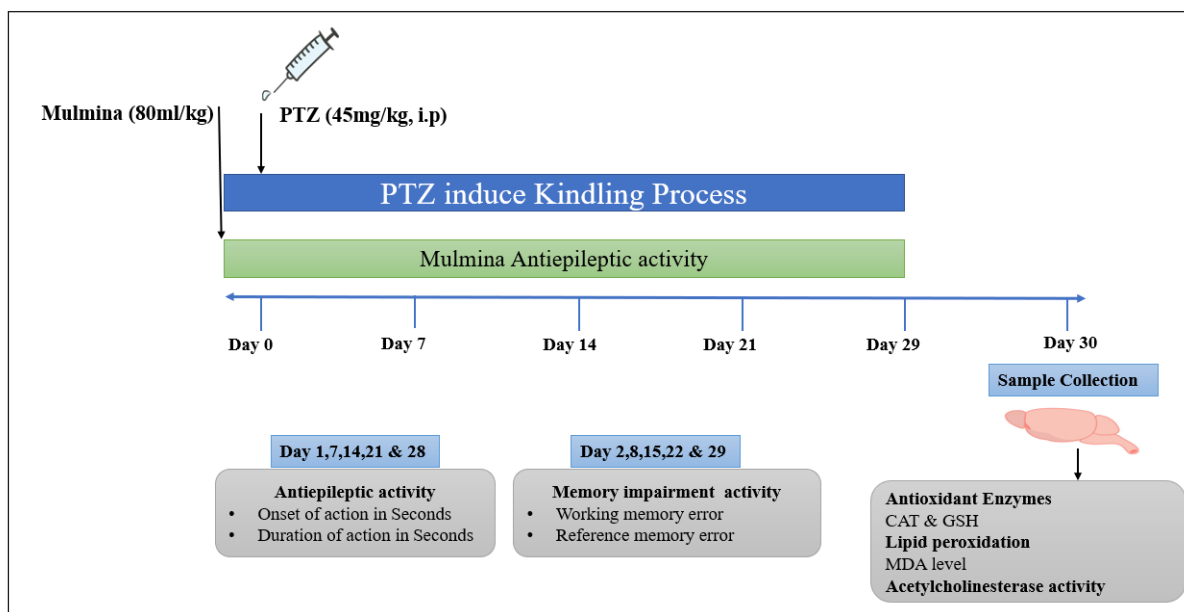 Mulmina (80ml/kg)
PTZ (45mg/kg, i.p)
PTZ induce Kindling Process
Mulmina Antiepileptic activity
Day 0
Day 7
Day 14
Day 21
Day 29
Day 30
Sample Collection
Day 1,7,14,21 & 28
Antiepileptic activity
• Onset of action in Seconds
• Duration of action in Seconds
Day 2,8,15,22 & 29
Memory impairment activity
• Working memory error
• Reference memory error
Antioxidant Enzymes
CAT & GSH
Lipid peroxidation
MDA level
Acetylcholinesterase activity